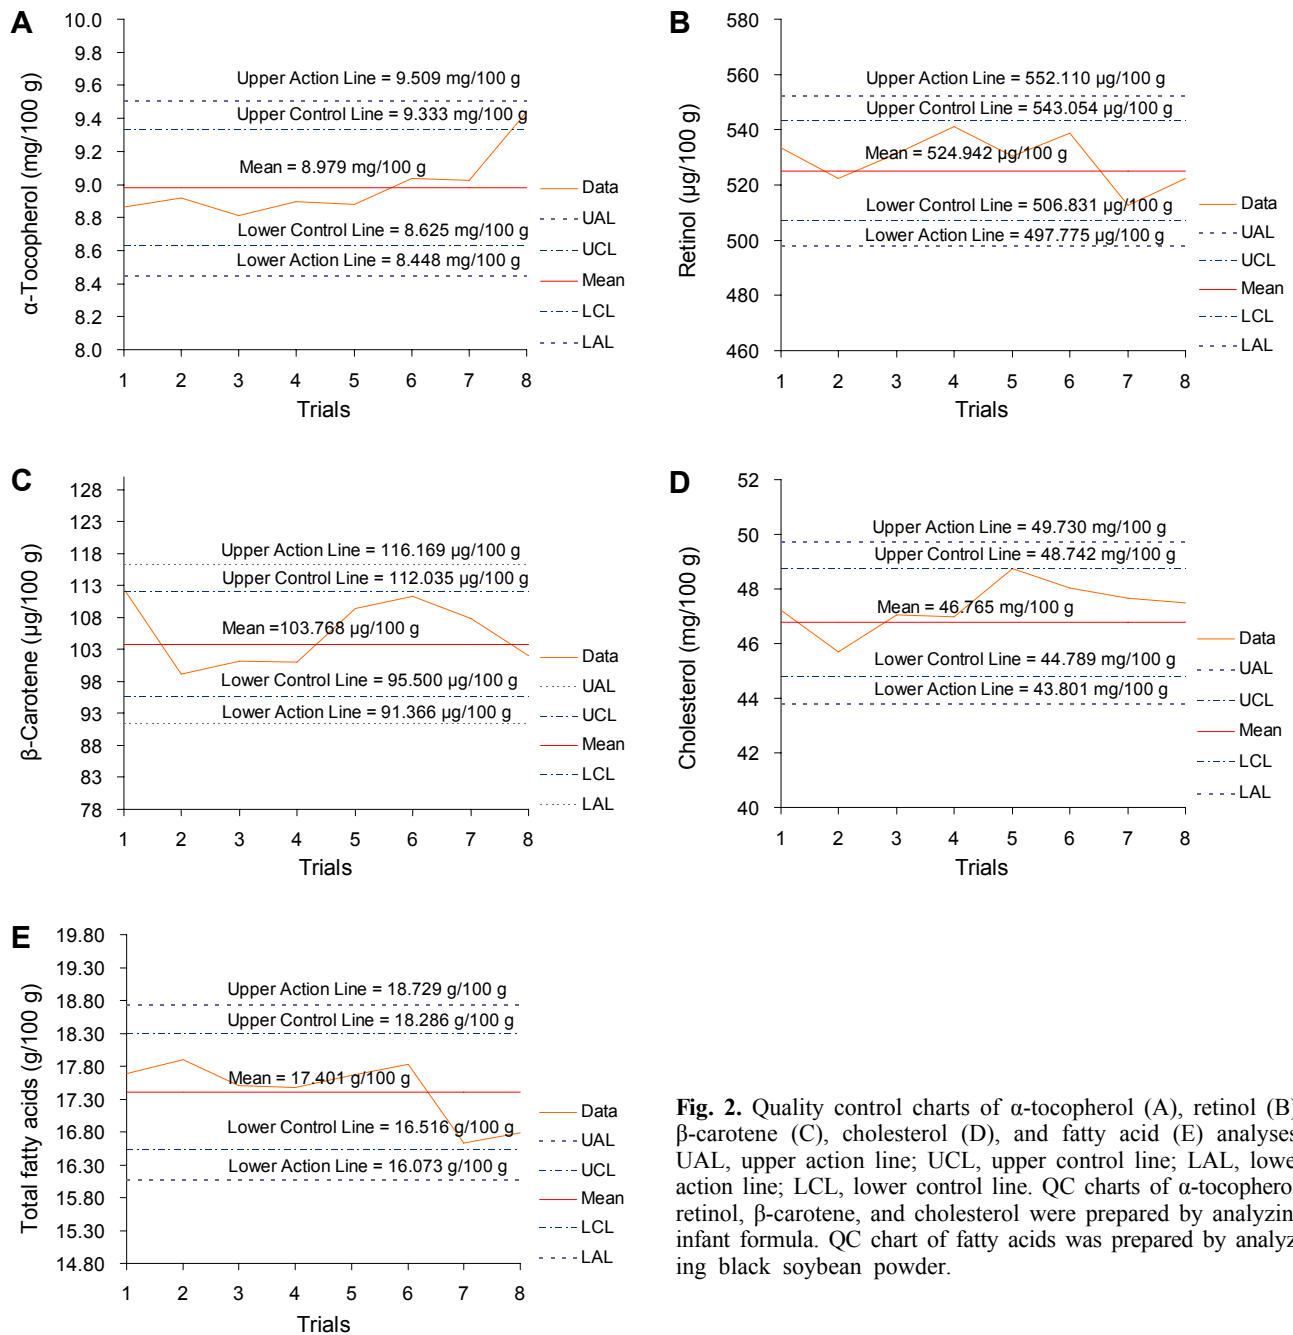 A
α-Tocopherol (mg/100 g)
10.0
9.8
9.6
9.4
9.2
9.0
8.8
8.6
8.4
8.2
8.0
Upper Action Line = 9.509 mg/100 g
Upper Control Line = 9.333 mg/100 g
Mean = 8.979 mg/100 g
Lower Control Line = 8.625 mg/100 g
Lower Action Line = 8.448 mg/100 g
Data
UAL
UCL
Mean
LCL
LAL
1 2 3 4 5 6 7 8
Trials
B
Retinol (µg/100 g)
580
560
540
520
500
480
460
Upper Action Line = 552.110 µg/100 g
Upper Control Line = 543.054 µg/100 g
Mean = 524.942 µg/100 g
Lower Control Line = 506.831 µg/100 g
Lower Action Line = 497.775 µg/100 g
Data
UAL
UCL
Mean
LCL
LAL
1 2 3 4 5 6 7 8
Trials
C
β-Carotene (µg/100 g)
128
123
118
113
108
103
98
93
88
83
78
Upper Action Line = 116.169 µg/100 g
Upper Control Line = 112.035 µg/100 g
Mean =103.768 µg/100 g
Lower Control Line = 95.500 µg/100 g
Lower Action Line = 91.366 µg/100 g
Data
UAL
UCL
Mean
LCL
LAL
1 2 3 4 5 6 7 8
Trials
D
Cholesterol (mg/100 g)
52
50
48
46
44
42
40
Upper Action Line = 49.730 mg/100 g
Upper Control Line = 48.742 mg/100 g
Mean = 46.765 mg/100 g
Lower Control Line = 44.789 mg/100 g
Lower Action Line = 43.801 mg/100 g
Data
UAL
UCL
Mean
LCL
LAL
1 2 3 4 5 6 7 8
Trials
E
Total fatty acids (g/100 g)
19.80
19.30
18.80
18.30
17.80
17.30
16.80
16.30
15.80
15.30
14.80
Upper Action Line = 18.729 g/100 g
Upper Control Line = 18.286 g/100 g
Mean = 17.401 g/100 g
Lower Control Line = 16.516 g/100 g
Lower Action Line = 16.073 g/100 g
Data
UAL
UCL
Mean
LCL
LAL
1 2 3 4 5 6 7 8
Trials
Fig. 2. Quality control charts of α-tocopherol (A), retinol (B)
β-carotene (C), cholesterol (D), and fatty acid (E) analyses
UAL, upper action line; UCL, upper control line; LAL, lowe
action line; LCL, lower control line. QC charts of α-tocophero
retinol, β-carotene, and cholesterol were prepared by analyzin
infant formula. QC chart of fatty acids was prepared by analyz
ing black soybean powder.